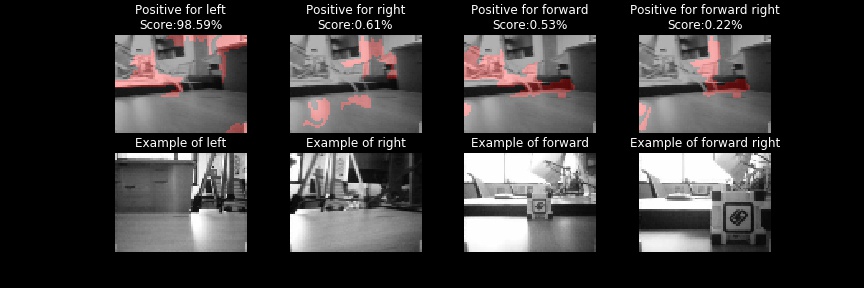 Positive for left
Score:98.59%
Positive for right
Score:0.61%
Positive for forward
Score:0.53%
Positive for forward right
Score:0.22%
Example of left
Example of right
Example of forward
Example of forward right